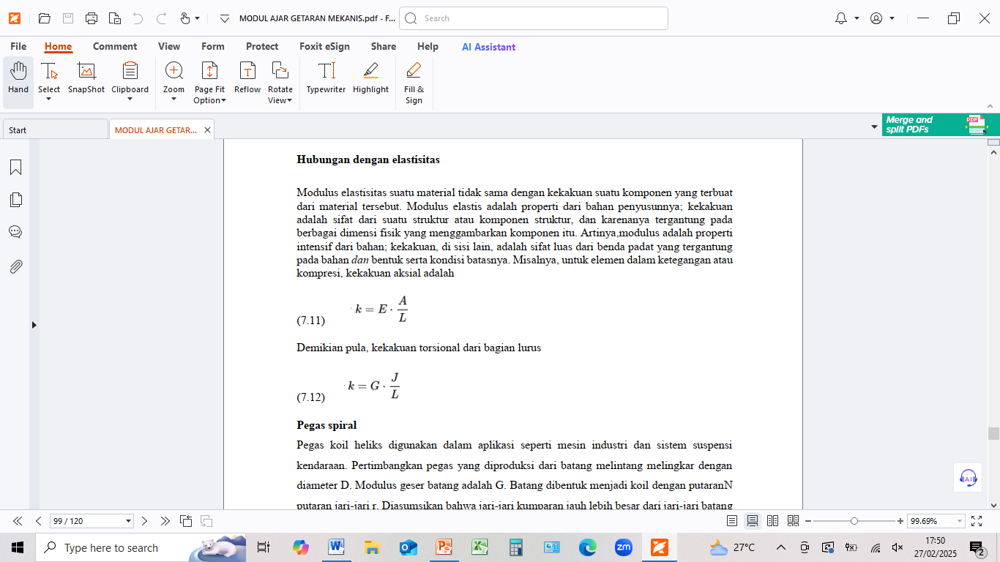 MODUL AJAR GETARAN MEKANIS.pdf - F...
Search
File Home Comment View Form Protect Foxit eSign Share Help AI Assistant
Hand Select SnapShot Clipboard Zoom Page Fit Option Reflow Rotate View Typewriter Highlight Fill & Sign
Start MODUL AJAR GETAR...
Merge and
split PDFs
PDF
Hubungan dengan elastisitas
Modulus elastisitas suatu material tidak sama dengan kekakuan suatu komponen yang terbuat
dari material tersebut. Modulus elastis adalah properti dari bahan penyusunnya; kekakuan
adalah sifat dari suatu struktur atau komponen struktur, dan karenanya tergantung pada
berbagai dimensi fisik yang menggambarkan komponen itu. Artinya,modulus adalah properti
intensif dari bahan; kekakuan, di sisi lain, adalah sifat luas dari benda padat yang tergantung
pada bahan dan bentuk serta kondisi batasnya. Misalnya, untuk elemen dalam ketegangan atau
kompresi, kekakuan aksial adalah
(7.11) k = E · A/L
Demikian pula, kekakuan torsional dari bagian lurus
(7.12) k = G · J/L
Pegas spiral
Pegas koil heliks digunakan dalam aplikasi seperti mesin industri dan sistem suspensi
kendaraan. Pertimbangkan pegas yang diproduksi dari batang melintang melingkar dengan
diameter D. Modulus geser batang adalah G. Batang dibentuk menjadi koil dengan putaranN
putaran jari-jari r. Diasumsikan bahwa jari-jari kumparan jauh lebih besar dari jari-jari batang
AI
99 / 120
99.69%
Type here to search
27°C
17:50
27/02/2025
2